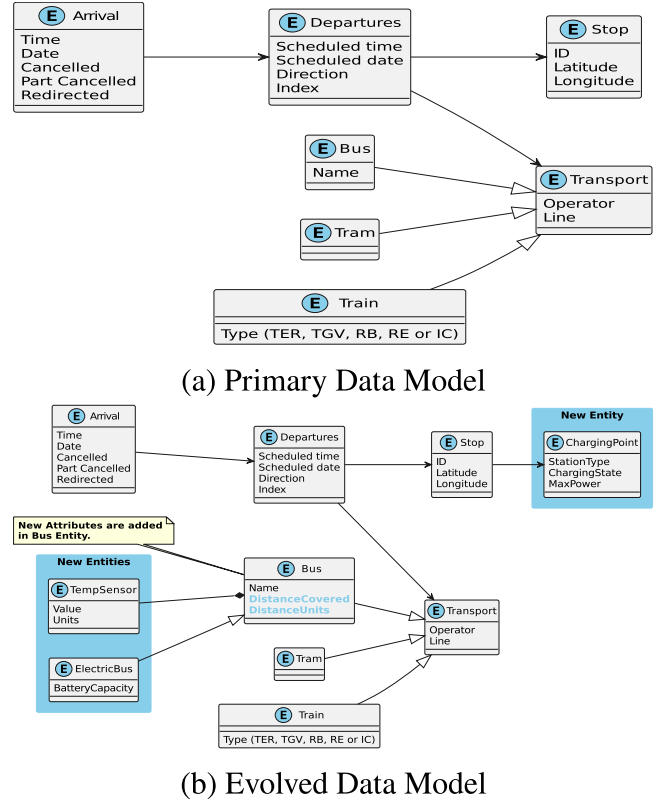 E Arrival
Time
Date
Cancelled
Part Cancelled
Redirected
E Departures
Scheduled time
Scheduled date
Direction
Index
E Stop
ID
Latitude
Longitude
E Bus
Name
E Transport
Operator
Line
E Tram
E Train
Type (TER, TGV, RB, RE or IC)
(a) Primary Data Model
E Arrival
Time
Date
Cancelled
Part Cancelled
Redirected
E Departures
Scheduled time
Scheduled date
Direction
Index
E Stop
ID
Latitude
Longitude
New Entity
E ChargingPoint
StationType
ChargingState
MaxPower
New Attributes are added
in Bus Entity.
New Entities
E TempSensor
Value
Units
E ElectricBus
BatteryCapacity
E Bus
Name
DistanceCovered
DistanceUnits
E Transport
Operator
Line
E Tram
E Train
Type (TER, TGV, RB, RE or IC)
(b) Evolved Data Model